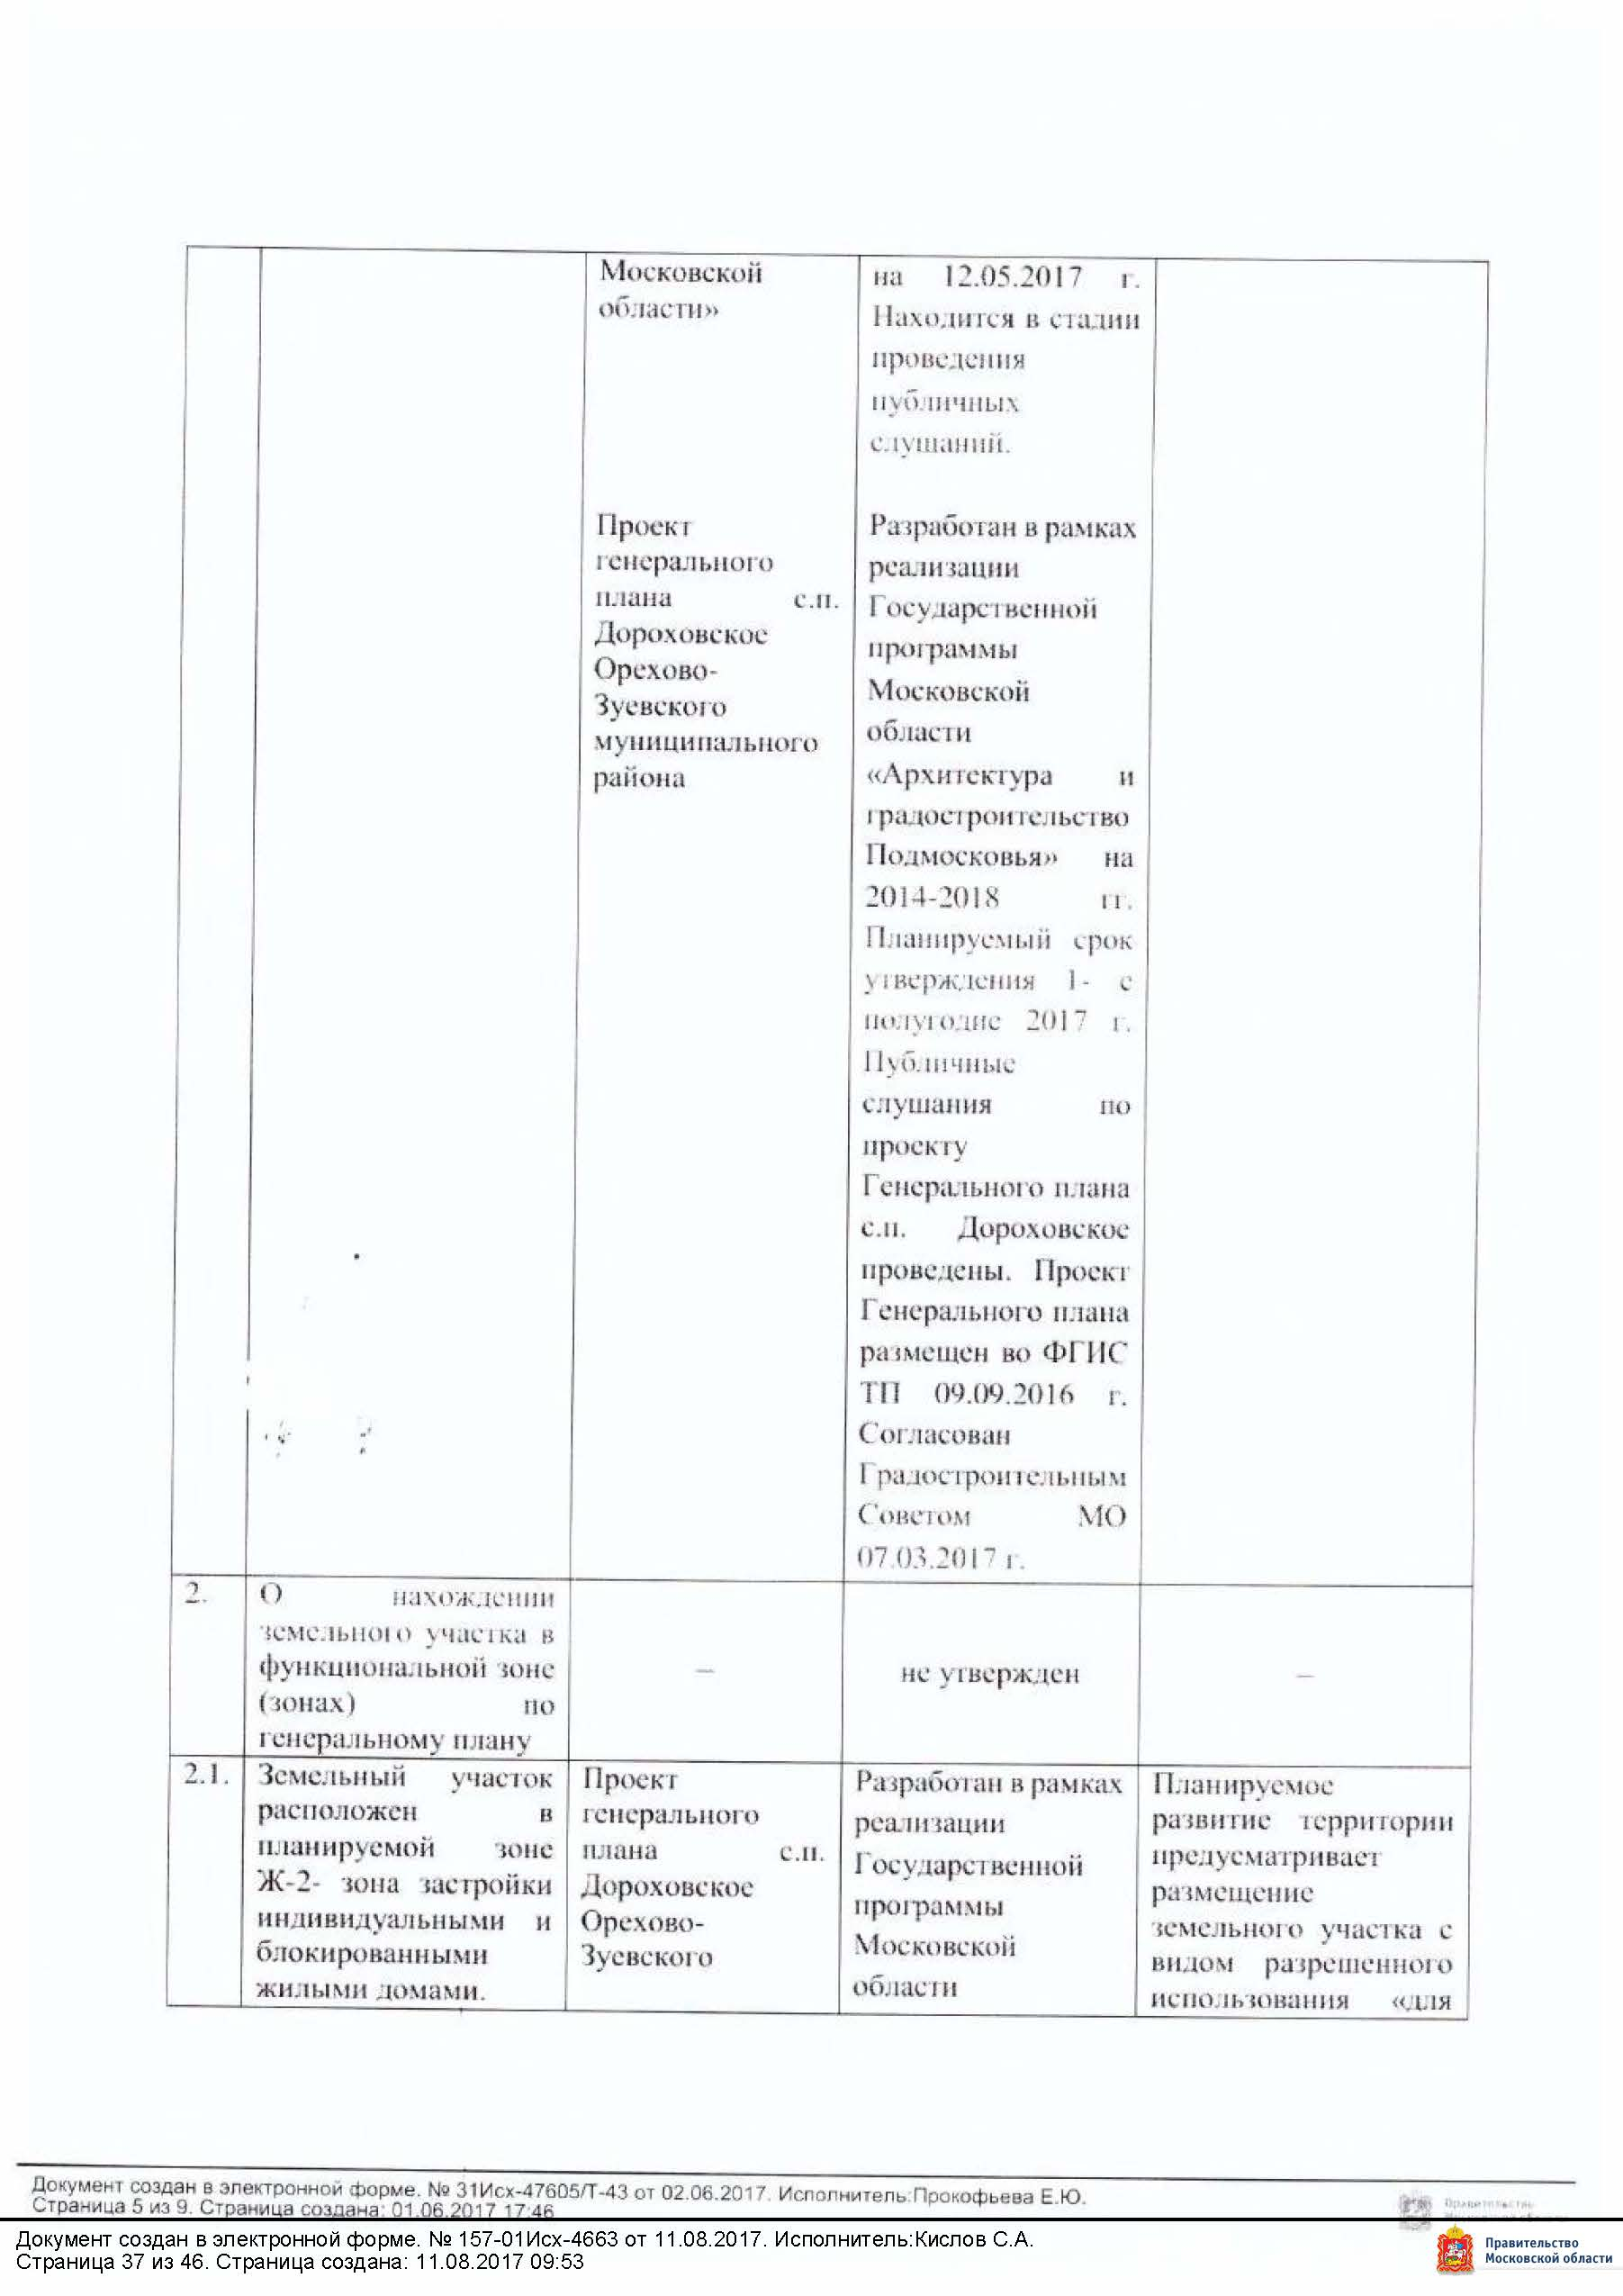 Московской
области»
на 12.05.2017 г.
Находится в стадии
проведения
публичных
слушаний.
Проект
генерального
плана с.п.
Дороховское
Орехово-
Зуевского
муниципального
района
Разработан в рамках
реализации
Государственной
программы
Московской
области
«Архитектура и
градостроительство
Подмосковья» на
2014-2018 гг.
Планируемый срок
утверждения 1- с
полугодие 2017 г.
Публичные
слушания по
проекту
Генерального плана
с.п. Дороховское
проведены. Проект
Генерального плана
размещен во ФГИС
ТП 09.09.2016 г.
Согласован
Градостроительным
Советом МО
07.03.2017 г.
2.
О нахождении
земельного участка в
функциональной зоне
(зонах) по
генеральному плану
–
не утвержден
–
2.1.
Земельный участок
расположен в
планируемой зоне
Ж-2- зона застройки
индивидуальными и
блокированными
жилыми домами.
Проект
генерального
плана с.п.
Дороховское
Орехово-
Зуевского
Разработан в рамках
реализации
Государственной
программы
Московской
области
Планируемое
развитие территории
предусматривает
размещение
земельного участка с
видом разрешенного
использования «для
Документ создан в электронной форме. № 31Исх-47605/Т-43 от 02.06.2017. Исполнитель:Прокофьева Е.Ю.
Страница 5 из 9. Страница создана: 01.06.2017 17:46
Правительство
Документ создан в электронной форме. № 157-01Исх-4663 от 11.08.2017. Исполнитель:Кислов С.А.
Страница 37 из 46. Страница создана: 11.08.2017 09:53
Правительство
Московской области